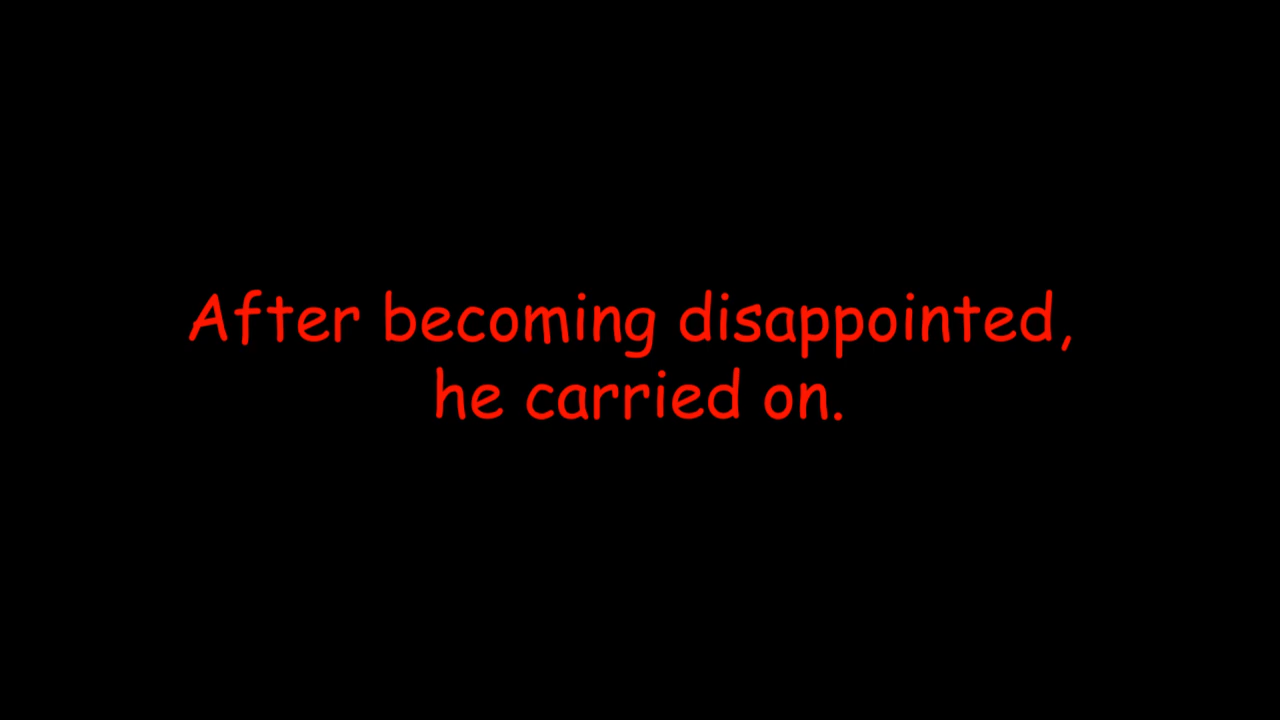 After becoming disappointed,
he carried on.